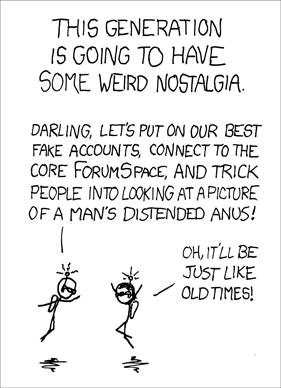 THIS GENERATION
IS GOING TO HAVE
SOME WEIRD NOSTALGIA.
DARLING, LET'S PUT ON OUR BEST
FAKE ACCOUNTS, CONNECT TO THE
CORE FORUMSPACE, AND TRICK
PEOPLE INTO LOOKING AT A PICTURE
OF A MAN'S DISTENDED ANUS!
OH, IT'LL BE
JUST LIKE
OLD TIMES!